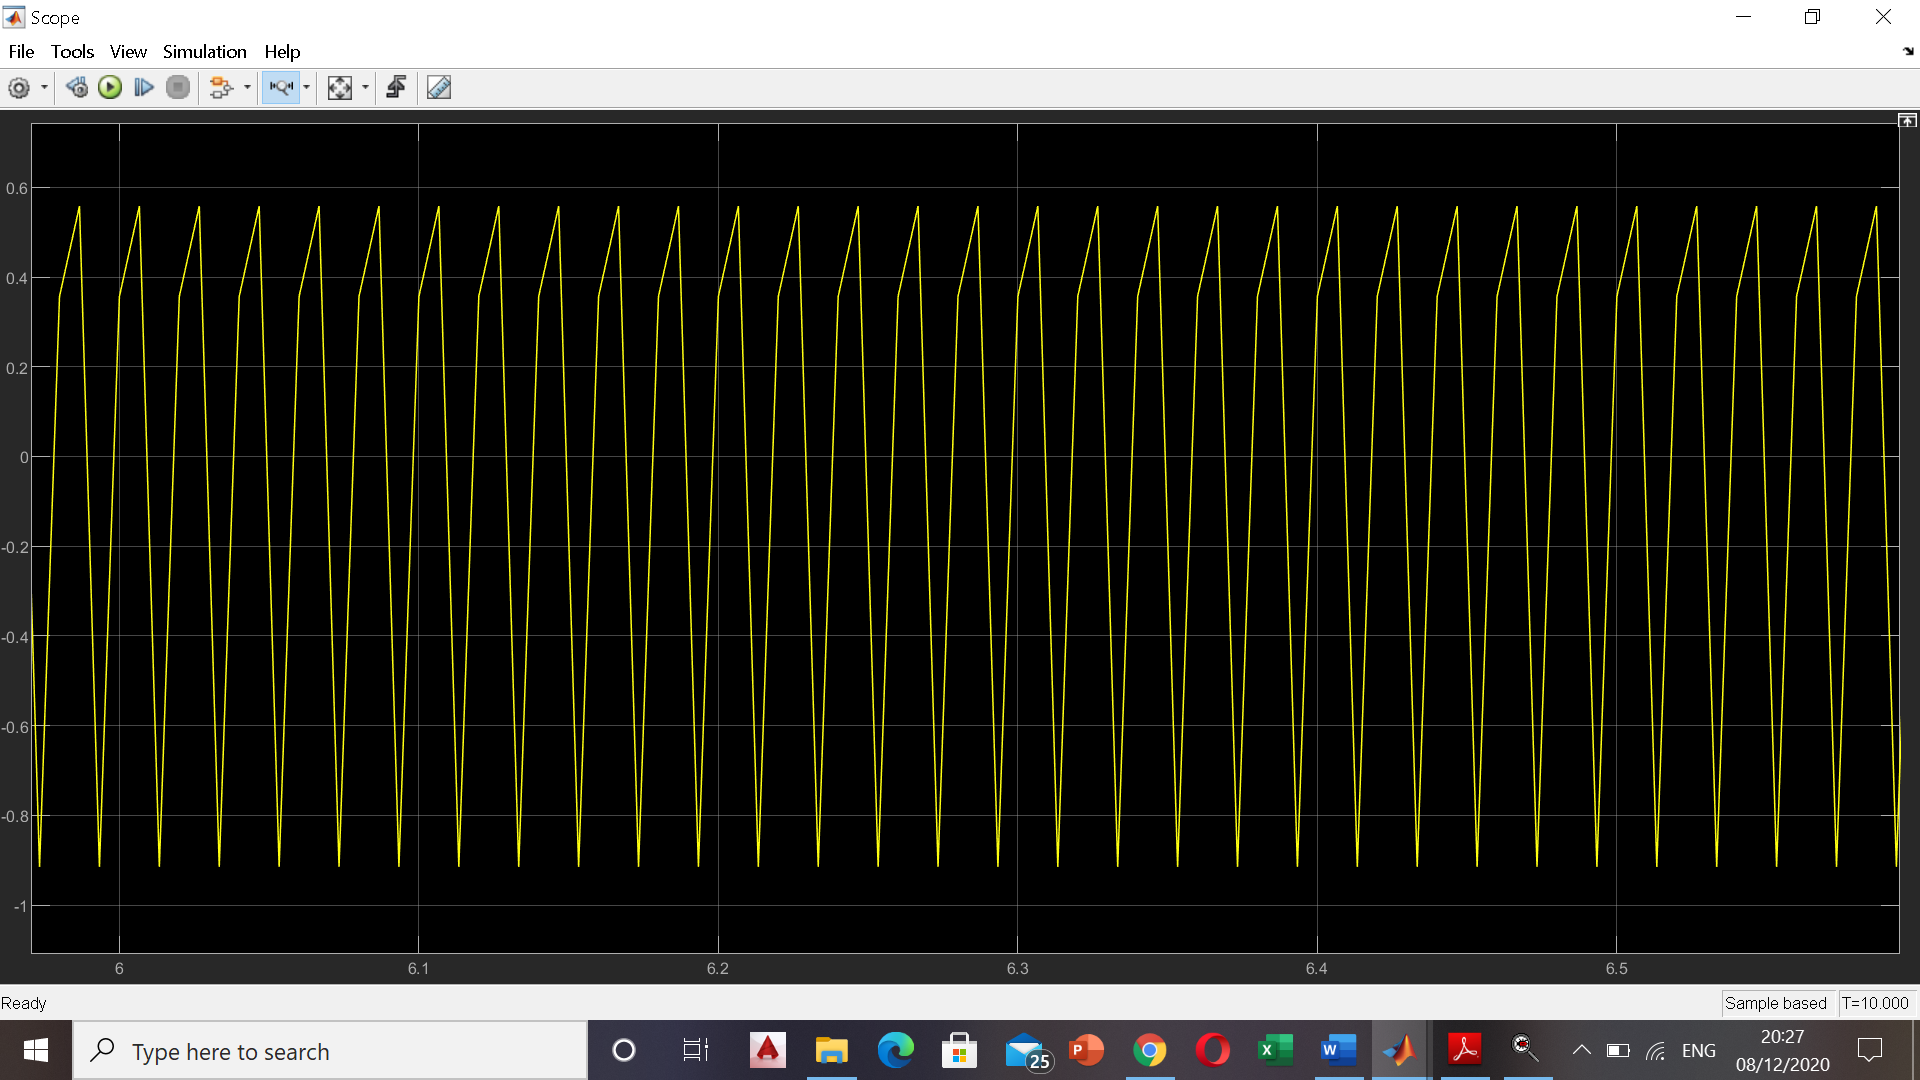 Scope
File Tools View Simulation Help
0.6
0.4
0.2
0
-0.2
-0.4
-0.6
-0.8
-1
6 6.1 6.2 6.3 6.4 6.5
Ready Sample based T=10.000
Type here to search
25
P
X
W
ENG
20:27
08/12/2020